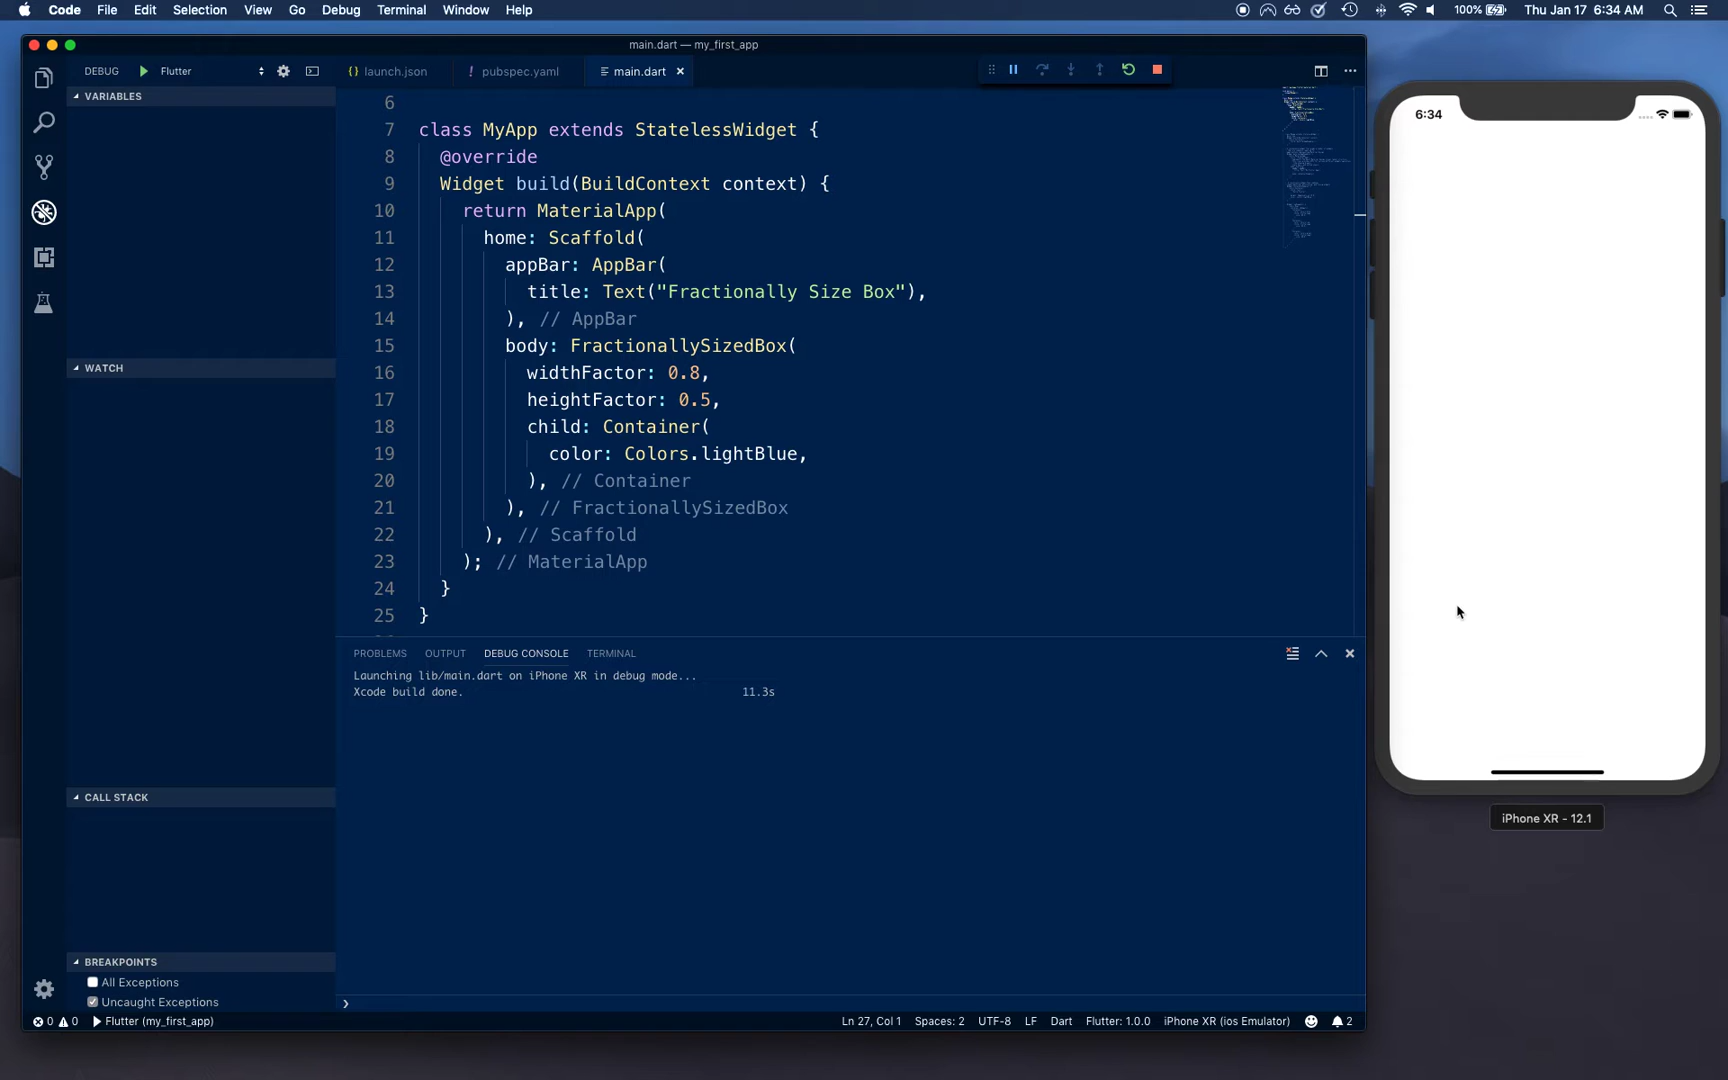 Code File Edit Selection View Go Debug Terminal Window Help
100% Thu Jan 17 6:34 AM
main.dart — my_first_app
DEBUG Flutter
launch.json
pubspec.yaml
main.dart
VARIABLES
WATCH
CALL STACK
BREAKPOINTS
All Exceptions
Uncaught Exceptions
6
7 class MyApp extends StatelessWidget {
8 @override
9 Widget build(BuildContext context) {
10 return MaterialApp(
11 home: Scaffold(
12 appBar: AppBar(
13 title: Text("Fractionally Size Box"),
14 ), // AppBar
15 body: FractionallySizedBox(
16 widthFactor: 0.8,
17 heightFactor: 0.5,
18 child: Container(
19 color: Colors.lightBlue,
20 ), // Container
21 ), // FractionallySizedBox
22 ), // Scaffold
23 ); // MaterialApp
24 }
25 }
PROBLEMS OUTPUT DEBUG CONSOLE TERMINAL
Launching lib/main.dart on iPhone XR in debug mode...
Xcode build done. 11.3s
0 0 Flutter (my_first_app)
Ln 27, Col 1 Spaces: 2 UTF-8 LF Dart Flutter: 1.0.0 iPhone XR (ios Emulator) 2
6:34
iPhone XR - 12.1